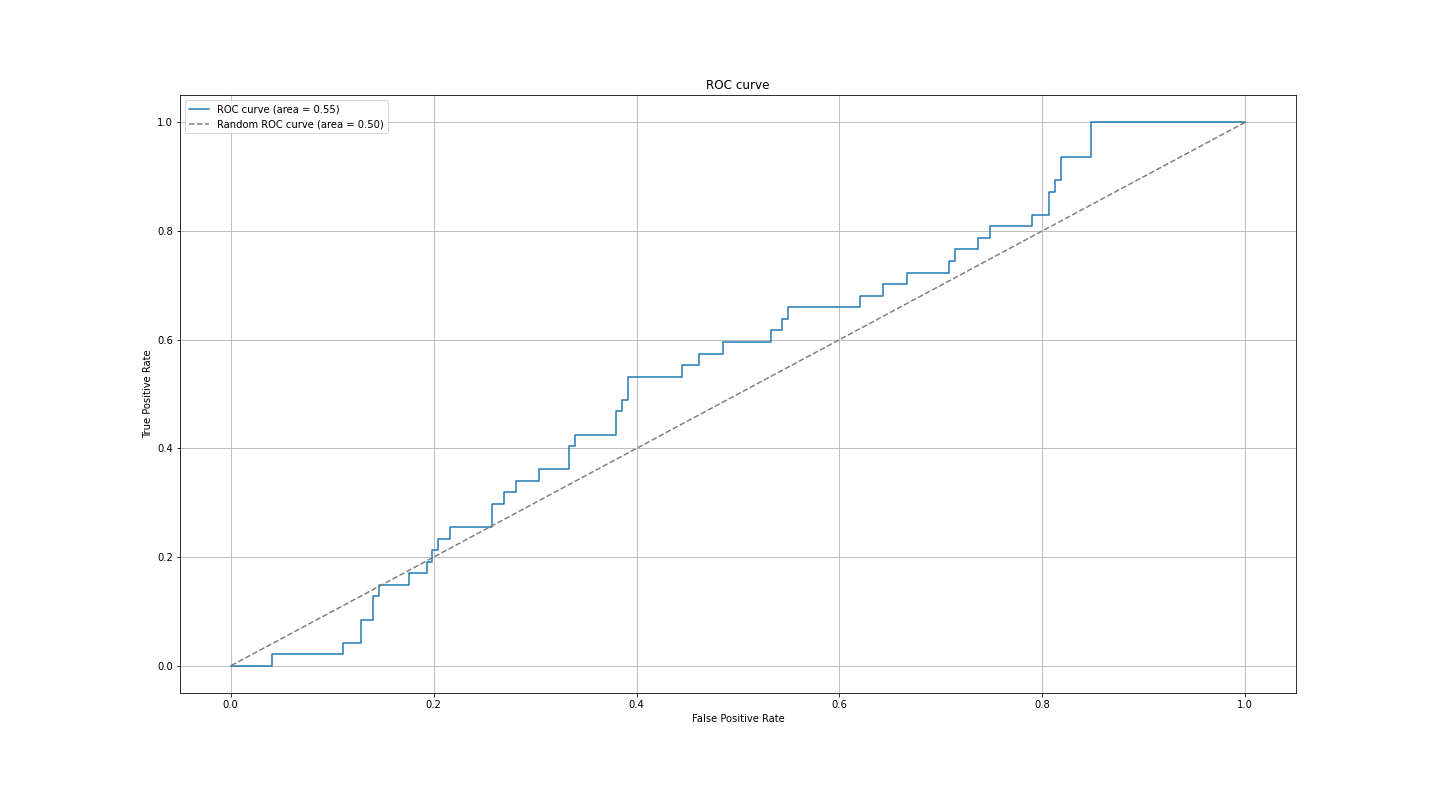 ROC curve
ROC curve (area = 0.55)
Random ROC curve (area = 0.50)
1.0
0.8
0.6
0.4
0.2
0.0
True Positive Rate
0.0 0.2 0.4 0.6 0.8 1.0
False Positive Rate